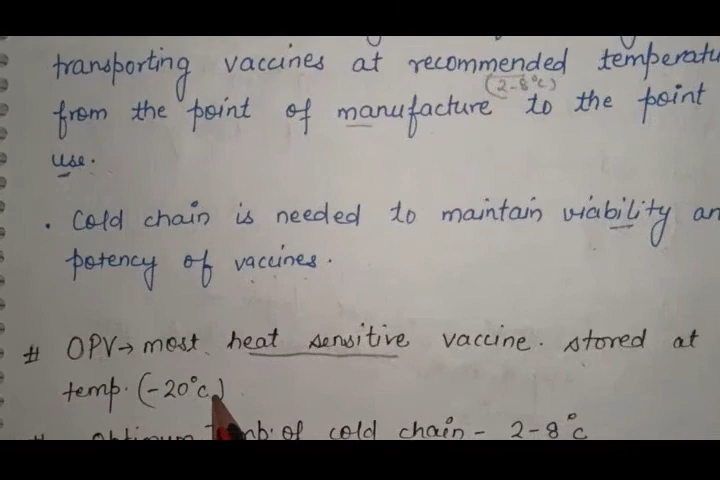 transporting vaccines at recommended
(2-8°C)
from the point of manufacture to the point
use.
. Cold chain is needed to maintain viability
potency of vaccines.
# OPV→ most heat sensitive vaccine. stored at
temp. (-20°C)
of cold chain - 2-8°C